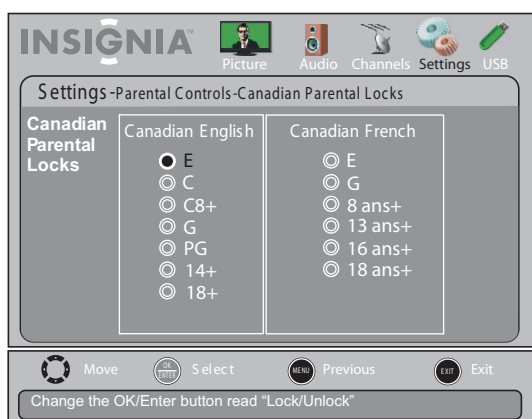 INSIGNIA™
Picture Audio Channels Settings USB
Settings-Parental Controls-Canadian Parental Locks
Canadian
Parental
Locks
Canadian English
E
C
C8+
G
PG
14+
18+
Canadian French
E
G
8 ans+
13 ans+
16 ans+
18 ans+
Move OK ENTER Select MENU Previous EXIT Exit
Change the OK/Enter button read “Lock/Unlock”